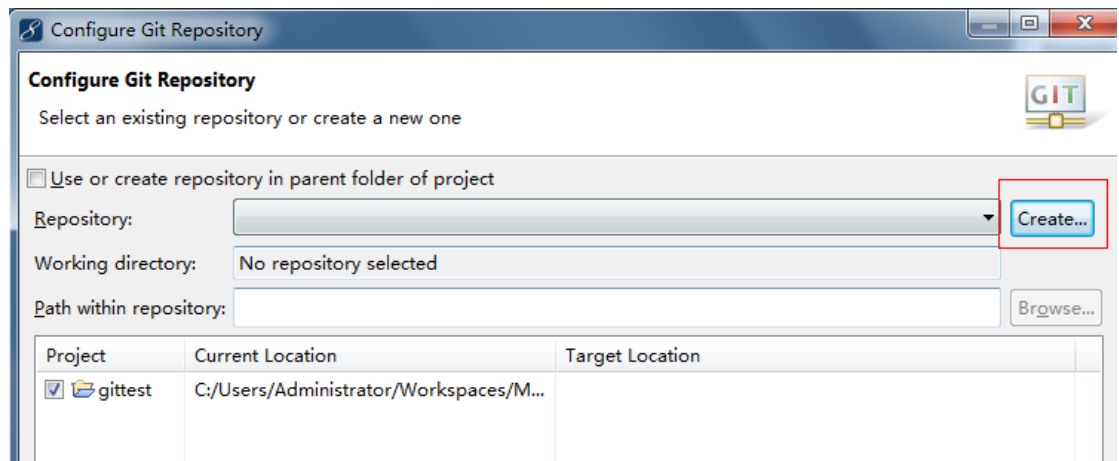 Configure Git Repository
Configure Git Repository
GIT
Select an existing repository or create a new one
Use or create repository in parent folder of project
Repository: Create...
Working directory: No repository selected
Path within repository: Browse...
Project Current Location Target Location
gittest C:/Users/Administrator/Workspaces/M...